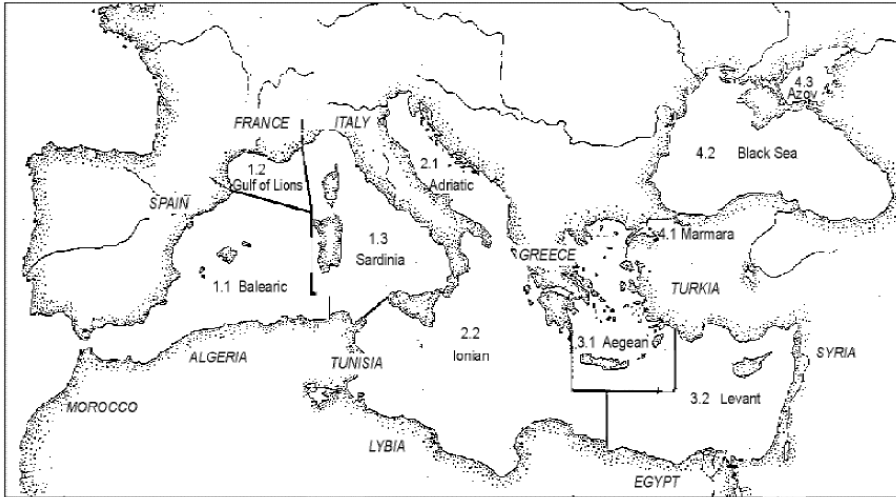 4.3
Azov
FRANCE
ITALY
4.2 Black Sea
2.1
Adriatic
1.2
Gulf of Lions
SPAIN
1.3
Sardinia
4.1 Marmara
GREECE
1.1 Balearic
TURKIA
2.2
Ionian
3.1 Aegean
ALGERIA
TUNISIA
SYRIA
MOROCCO
3.2 Levant
LYBIA
EGYPT